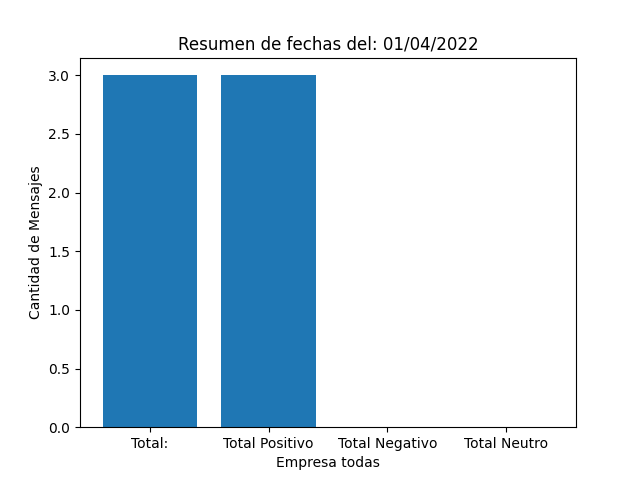 Resumen de fechas del: 01/04/2022
Cantidad de Mensajes
3.0
2.5
2.0
1.5
1.0
0.5
0.0
Total: Total Positivo Total Negativo Total Neutro
Empresa todas